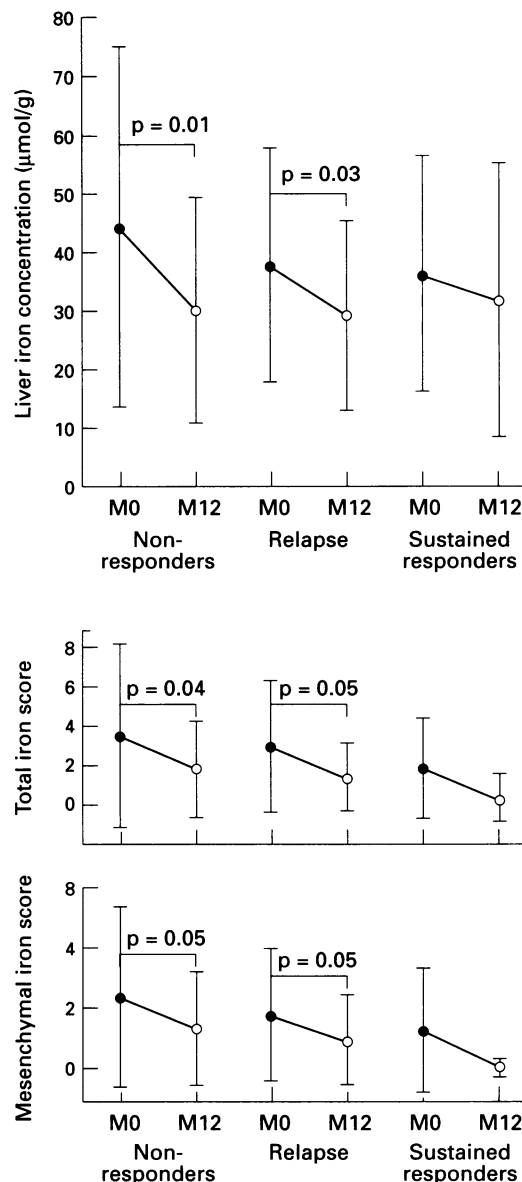 Liver iron concentration (µmol/g)
80
70
60
50
40
30
20
10
0
p = 0.01
p = 0.03
M0 M12 M0 M12 M0 M12
Non-responders
Relapse
Sustained responders
Total iron score
8
6
4
2
0
p = 0.04
p = 0.05
Mesenchymal iron score
8
4
2
0
p = 0.05
p = 0.05
M0 M12 M0 M12 M0 M12
Non-responders
Relapse
Sustained responders